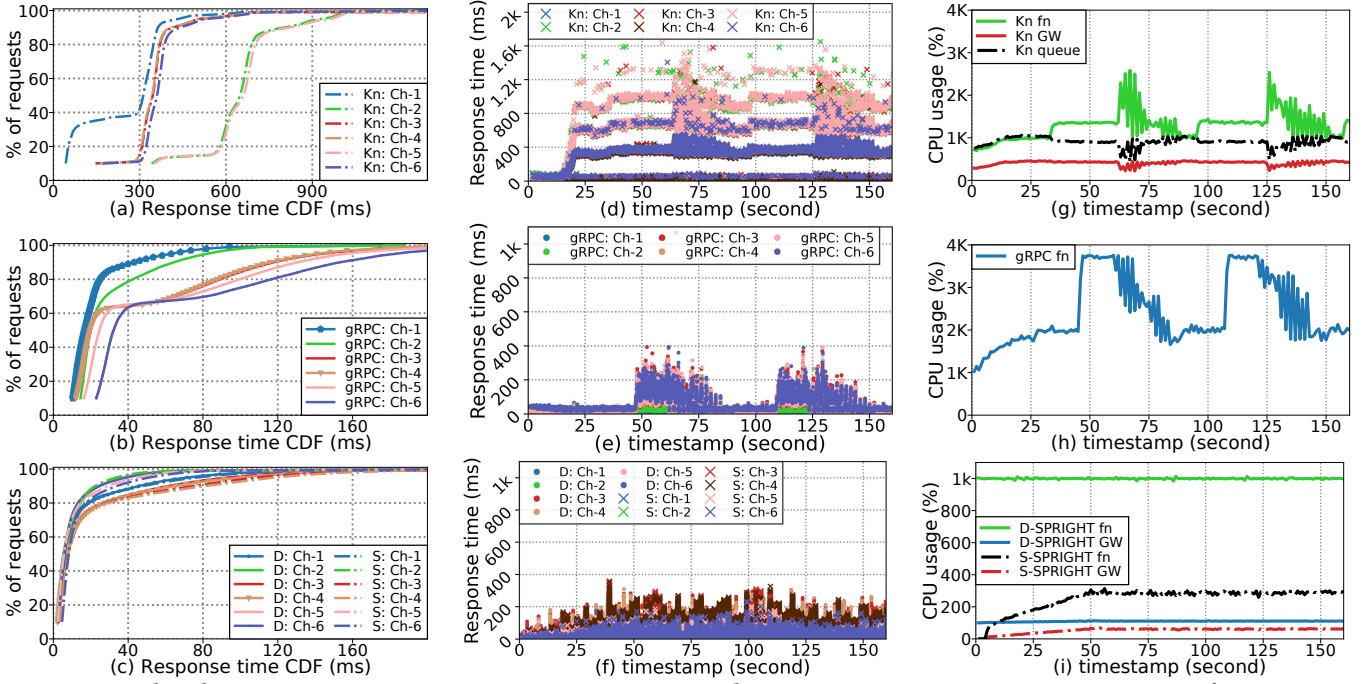 % of requests
100
80
60
40
20
0
Kn: Ch-1
Kn: Ch-2
Kn: Ch-3
Kn: Ch-4
Kn: Ch-5
Kn: Ch-6
300 600 900
(a) Response time CDF (ms)
Response time (ms)
2k
1.6k
1.2k
800
400
0
Kn: Ch-1 Kn: Ch-3 Kn: Ch-5
Kn: Ch-2 Kn: Ch-4 Kn: Ch-6
0 25 50 75 100 125 150
(d) timestamp (second)
CPU usage (%)
4K
3K
2K
1K
0
Kn fn
Kn GW
Kn queue
0 25 50 75 100 125 150
(g) timestamp (second)
% of requests
100
80
60
40
20
0
gRPC: Ch-1
gRPC: Ch-2
gRPC: Ch-3
gRPC: Ch-4
gRPC: Ch-5
gRPC: Ch-6
0 40 80 120 160
(b) Response time CDF (ms)
Response time (ms)
1k
800
600
400
200
0
gRPC: Ch-1 gRPC: Ch-3 gRPC: Ch-5
gRPC: Ch-2 gRPC: Ch-4 gRPC: Ch-6
0 25 50 75 100 125 150
(e) timestamp (second)
CPU usage (%)
4K
3K
2K
1K
0
gRPC fn
0 25 50 75 100 125 150
(h) timestamp (second)
% of requests
100
80
60
40
20
0
D: Ch-1 S: Ch-1
D: Ch-2 S: Ch-2
D: Ch-3 S: Ch-3
D: Ch-4 S: Ch-4
D: Ch-5 S: Ch-5
D: Ch-6 S: Ch-6
0 40 80 120 160 200
(c) Response time CDF (ms)
Response time (ms)
1k
800
600
400
200
0
D: Ch-1 D: Ch-5 S: Ch-3
D: Ch-2 D: Ch-6 S: Ch-4
D: Ch-3 S: Ch-1 S: Ch-5
D: Ch-4 S: Ch-2 S: Ch-6
0 25 50 75 100 125 150
(f) timestamp (second)
CPU usage (%)
1k
800
600
400
200
0
D-SPRIGHT fn
D-SPRIGHT GW
S-SPRIGHT fn
S-SPRIGHT GW
0 25 50 75 100 125 150
(i) timestamp (second)